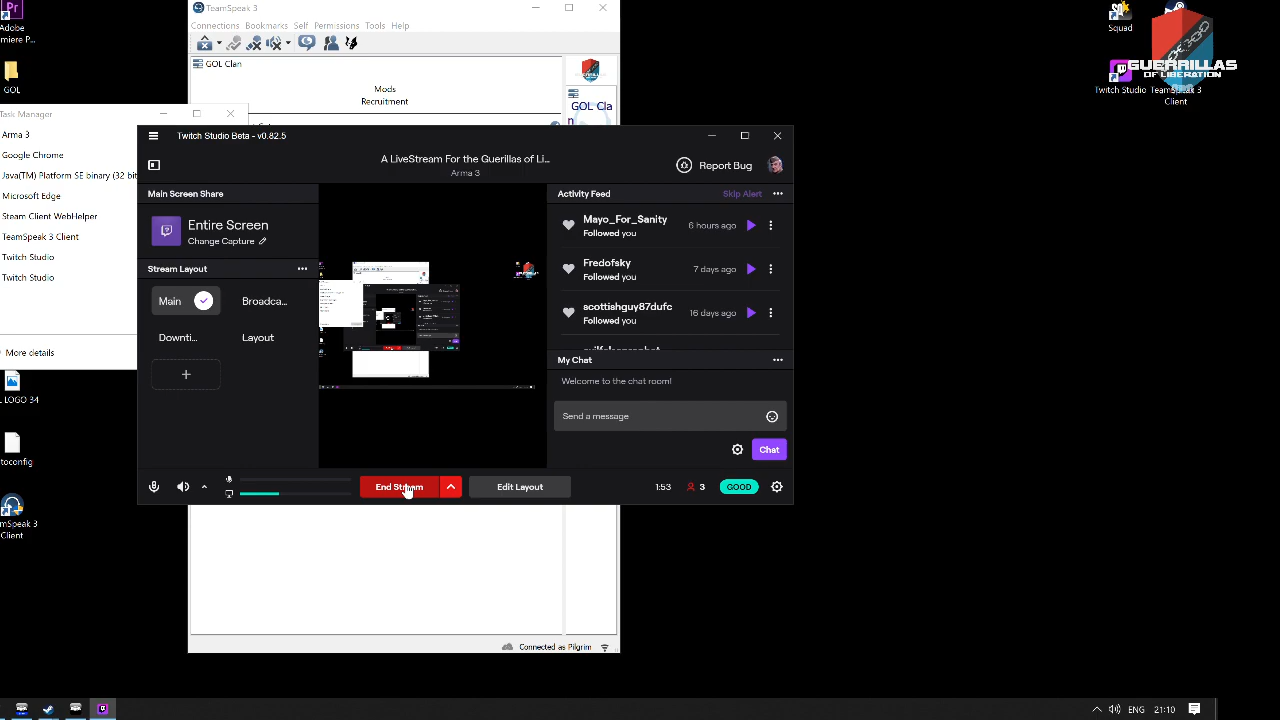 Adobe
miere P...
GOL
TeamSpeak 3
Connections Bookmarks Self Permissions Tools Help
GOL Clan
Mods
Recruitment
GOL Cla
n
Squad
Twitch Studio
TeamSpeak 3
Client
GUERRILLAS
OF LIBERATION
Task Manager
Arma 3
Google Chrome
Java(TM) Platform SE binary (32 bit
Microsoft Edge
Steam Client WebHelper
TeamSpeak 3 Client
Twitch Studio
Twitch Studio
More details
LOGO 34
toconfig
mSpeak 3
Client
Twitch Studio Beta - v0.82.5
A LiveStream For the Guerillas of Li...
Arma 3
Report Bug
Main Screen Share
Entire Screen
Change Capture
Stream Layout
Main
Broadca...
Downti...
Layout
+
Activity Feed
Skip Alert
Mayo_For_Sanity
Followed you
6 hours ago
Fredofsky
Followed you
7 days ago
scottishguy87dufc
Followed you
16 days ago
My Chat
Welcome to the chat room!
Send a message
Chat
End Stream
Edit Layout
1:53
3
GOOD
Connected as Pilgrim
ENG
21:10